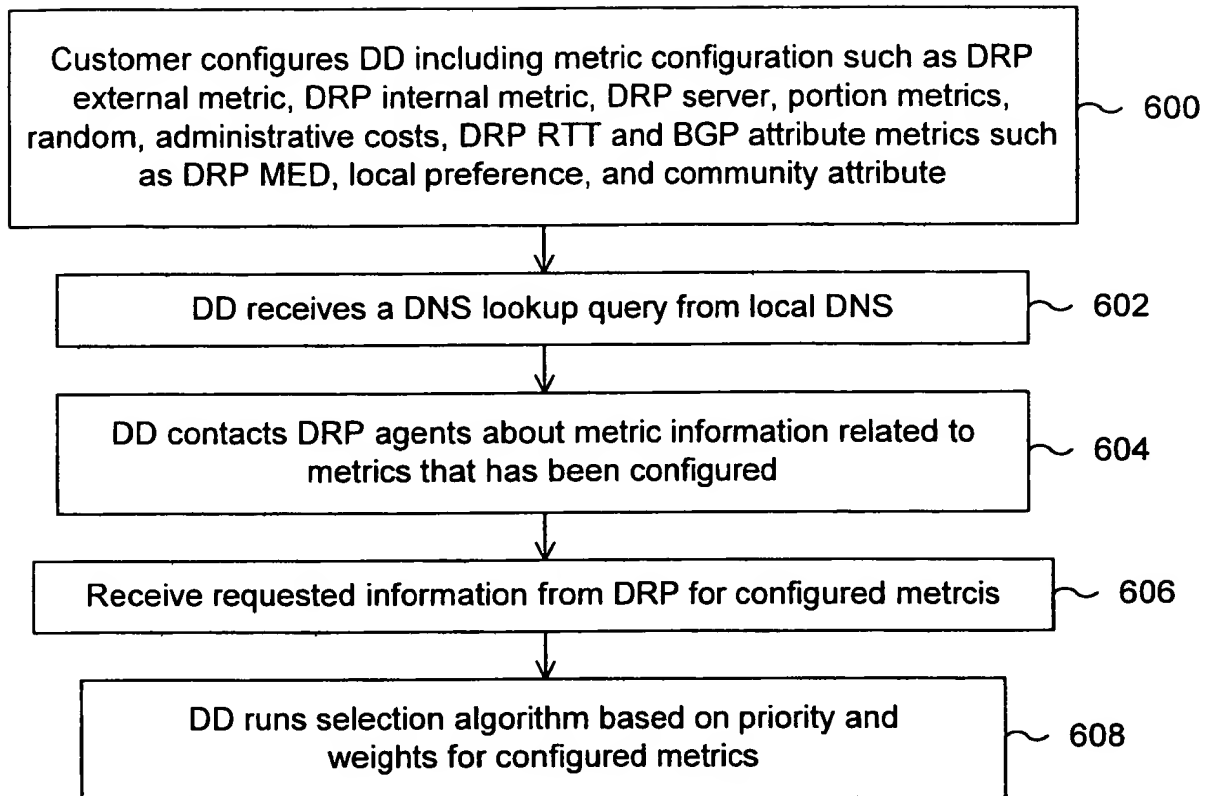 Customer configures DD including metric configuration such as DRP
external metric, DRP internal metric, DRP server, portion metrics,
random, administrative costs, DRP RTT and BGP attribute metrics such
as DRP MED, local preference, and community attribute
600
DD receives a DNS lookup query from local DNS
602
DD contacts DRP agents about metric information related to
metrics that has been configured
604
Receive requested information from DRP for configured metrcis
606
DD runs selection algorithm based on priority and
weights for configured metrics
608